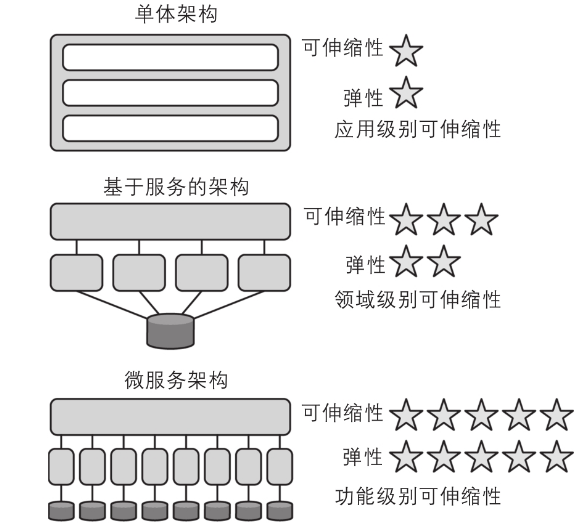 单体架构
可伸缩性
弹性
应用级别可伸缩性
基于服务的架构
可伸缩性
弹性
领域级别可伸缩性
微服务架构
可伸缩性
弹性
功能级别可伸缩性